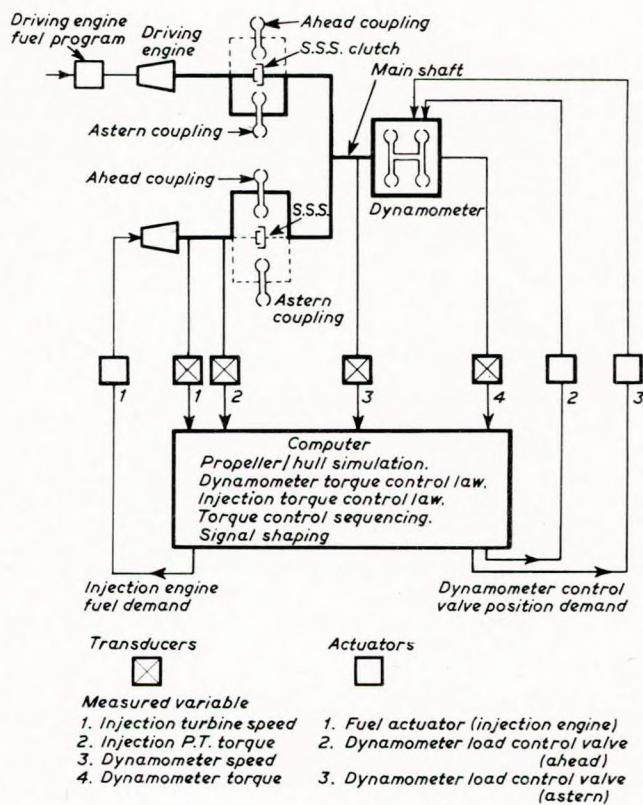 Driving engine
fuel program
Driving
engine
Ahead coupling
S.S.S. clutch
Main shaft
Astern coupling
Ahead coupling
S.S.S.
Dynamometer
Astern
coupling
1
1
2
3
4
2
3
Computer
Propeller/hull simulation.
Dynamometer torque control law.
Injection torque control law.
Torque control sequencing.
Signal shaping
Injection engine
fuel demand
Dynamometer control
valve position demand
Transducers
Actuators
Measured variable
1. Injection turbine speed
2. Injection P.T. torque
3. Dynamometer speed
4. Dynamometer torque
1. Fuel actuator (injection engine)
2. Dynamometer load control valve
(ahead)
3. Dynamometer load control valve
(astern)